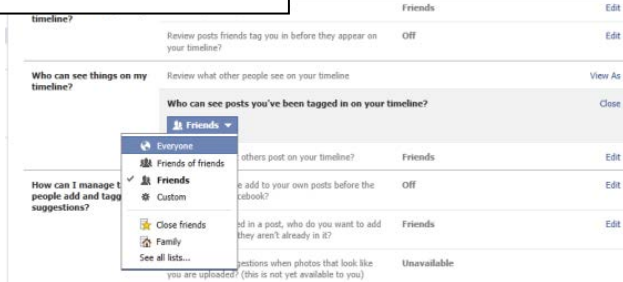 Friends Edit
timeline?
Review posts friends tag you in before they appear on Off Edit
your timeline?
Who can see things on my Review what other people see on your timeline View As
timeline?
Who can see posts you've been tagged in on your timeline? Close
Friends
Everyone
others post on your timeline? Friends Edit
Friends of friends
Friends
How can I manage t e add to your own posts before the Off Edit
people add and tagg cebook?
suggestions?
Custom
Close friends
ed in a post, who do you want to add Friends Edit
they aren't already in it?
Family
See all lists...
gestions when photos that look like Unavailable
you are uploaded? (this is not yet available to you)